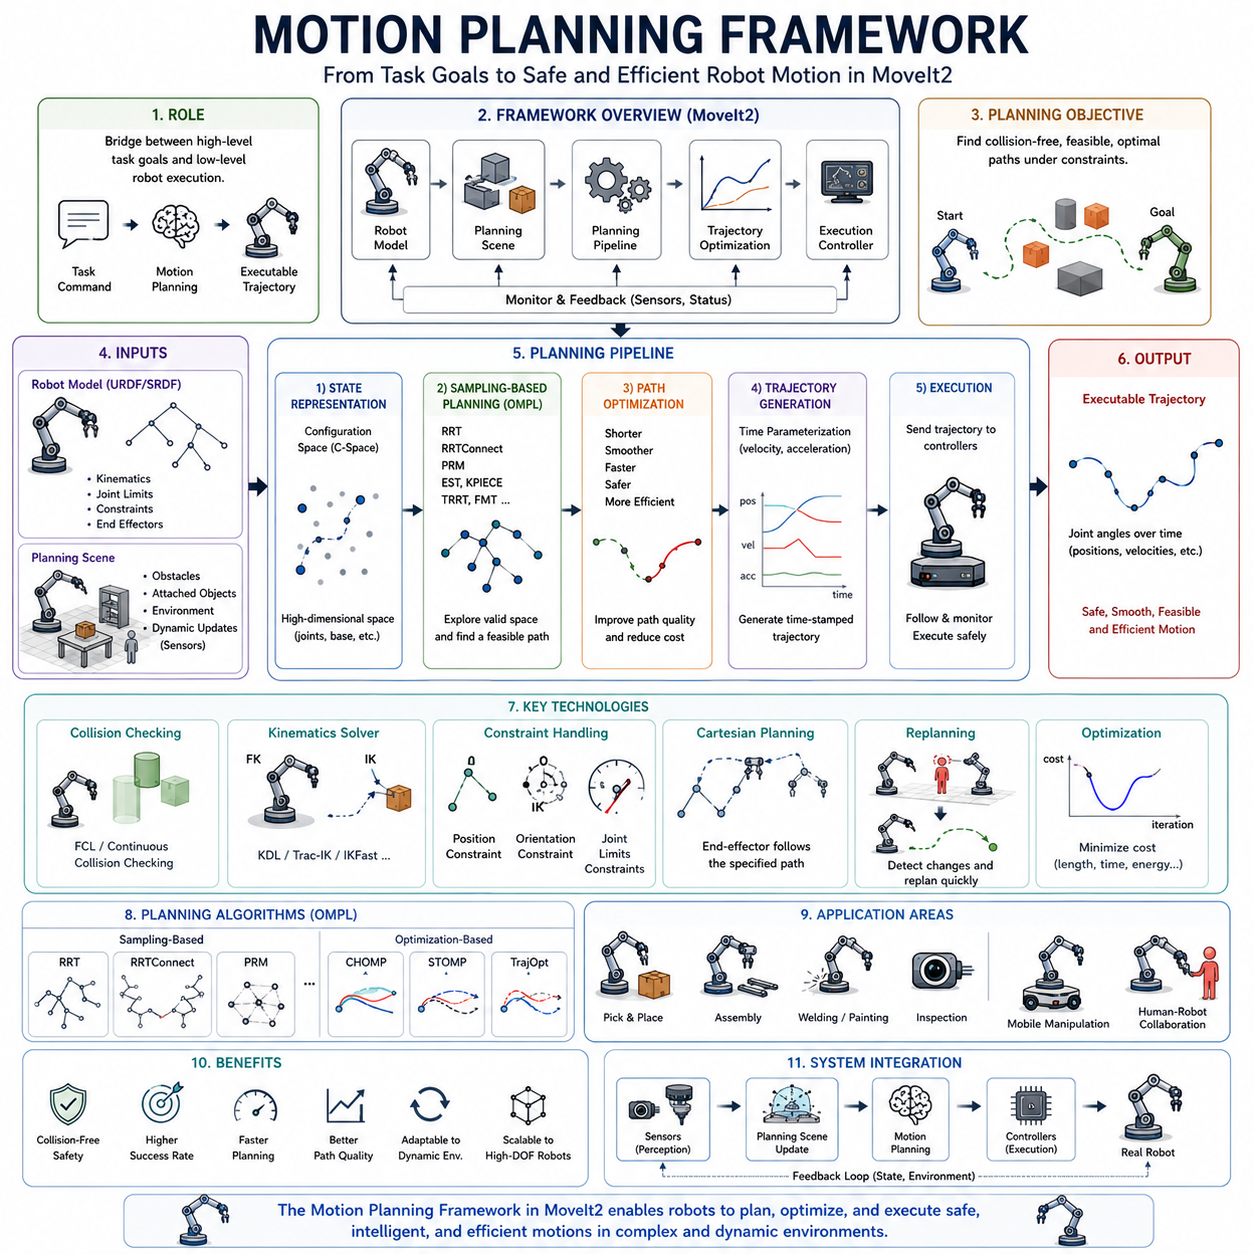 MOTION PLANNING FRAMEWORK
From Task Goals to Safe and Efficient Robot Motion in MoveIt2
1. ROLE
Bridge between high-level
task goals and low-level
robot execution.
Task
Command
Motion
Planning
Executable
Trajectory
2. FRAMEWORK OVERVIEW (MoveIt2)
Robot
Model
Planning
Scene
Planning
Pipeline
Trajectory
Optimization
Execution
Controller
Monitor & Feedback (Sensors, Status)
3. PLANNING OBJECTIVE
Find collision-free, feasible, optimal
paths under constraints.
Start
Goal
4. INPUTS
Robot Model (URDF/SRDF)
• Kinematics
• Joint Limits
• Constraints
• End Effectors
Planning Scene
• Obstacles
• Attached Objects
• Environment
• Dynamic Updates
(Sensors)
5. PLANNING PIPELINE
1) STATE
REPRESENTATION
Configuration
Space (C-Space)
High-dimensional space
(joints, base, etc.)
2) SAMPLING-BASED
PLANNING (OMPL)
RRT
RRTConnect
PRM
EST, KPIECE
TRRT, FMT ...
Explore valid space
and find a feasible path
3) PATH
OPTIMIZATION
Shorter
Smoother
Faster
Safer
More Efficient
Improve path quality
and reduce cost
4) TRAJECTORY
GENERATION
Time Parameterization
(velocity, acceleration)
pos
vel
acc
time
Generate time-stamped
trajectory
5) EXECUTION
Send trajectory to
controllers
Follow & monitor
Execute safely
6. OUTPUT
Executable Trajectory
Joint angles over time
(positions, velocities, etc.)
Safe, Smooth, Feasible
and Efficient Motion
7. KEY TECHNOLOGIES
Collision Checking
FCL / Continuous
Collision Checking
Kinematics Solver
FK
IK
KDL / Trac-IK / IKFast ...
Constraint Handling
IK
Position
Constraint
Orientation
Constraint
Joint
Limits
Constraints
Cartesian Planning
End-effector follows
the specified path
Replanning
Detect changes and
replan quickly
Optimization
cost
iteration
Minimize cost
(length, time, energy...)
8. PLANNING ALGORITHMS (OMPL)
Sampling-Based
RRT
RRTConnect
PRM
...
Optimization-Based
CHOMP
STOMP
TrajOpt
9. APPLICATION AREAS
Pick & Place
Assembly
Welding / Painting
Inspection
Mobile Manipulation
Human-Robot
Collaboration
10. BENEFITS
Collision-Free
Safety
Higher
Success Rate
Faster
Planning
Better
Path Quality
Adaptable to
Dynamic Env.
Scalable to
High-DOF Robots
11. SYSTEM INTEGRATION
Sensors
(Perception)
Planning Scene
Update
Motion
Planning
Controllers
(Execution)
Real Robot
Feedback Loop (State, Environment)
The Motion Planning Framework in MoveIt2 enables robots to plan, optimize, and execute safe,
intelligent, and efficient motions in complex and dynamic environments.